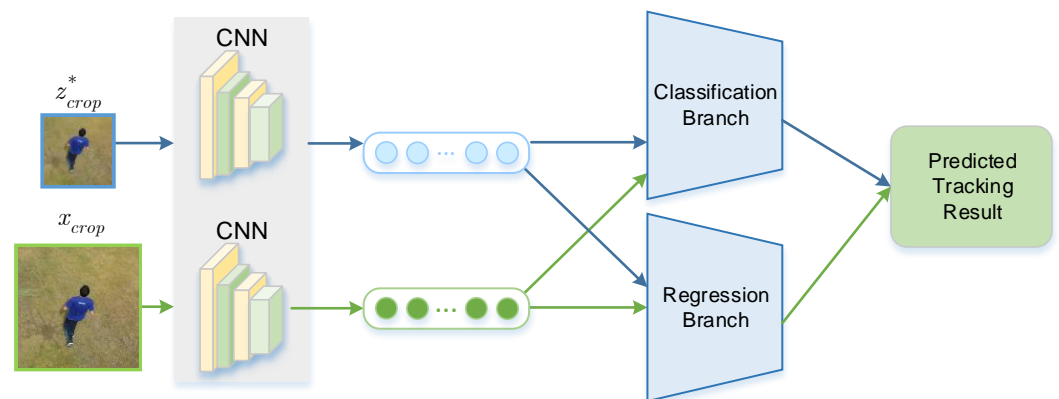 CNN
z*crop
Classification
Branch
Predicted
Tracking
Result
xcrop
CNN
Regression
Branch